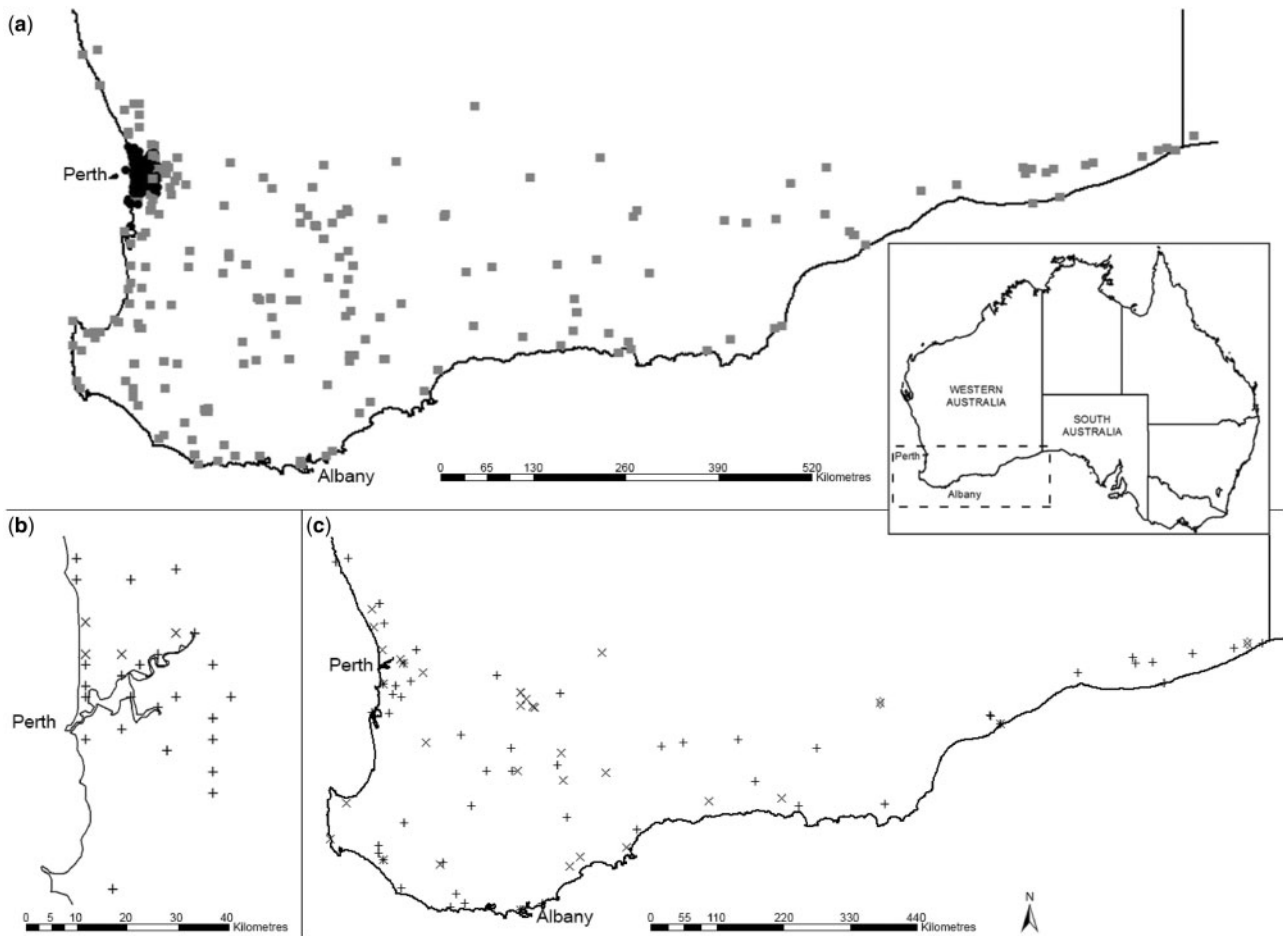 (a)
Perth
Albany
0 65 130 260 390 520
Kilometres
WESTERN
AUSTRALIA
SOUTH
AUSTRALIA
Perth
Albany
(b)
Perth
0 5 10 20 30 40
Kilometres
(c)
Perth
Albany
0 55 110 220 330 440
Kilometres
N